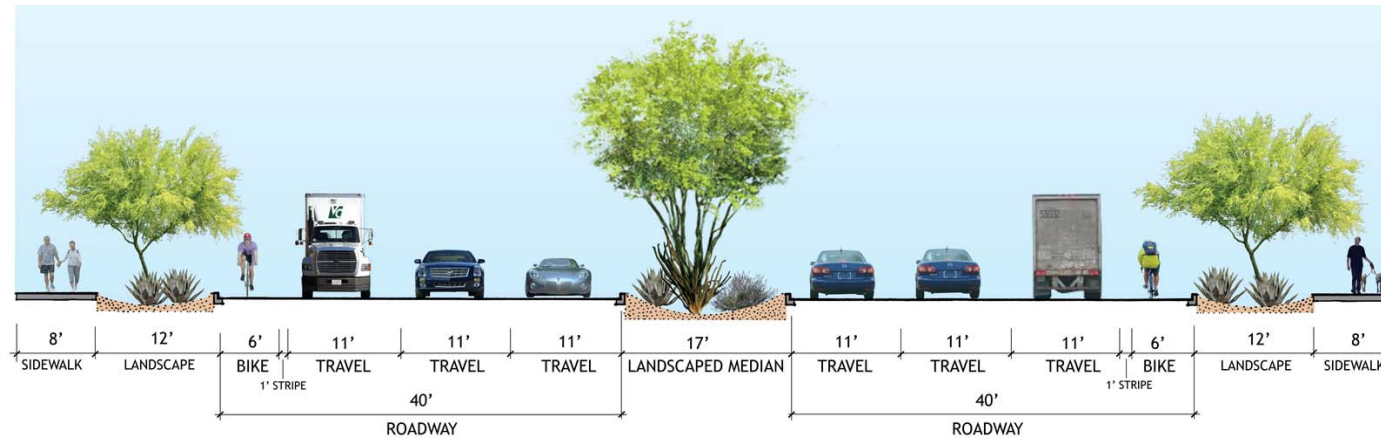 8' 12' 6' 11' 11' 11' 17' 11' 11' 11' 6' 12' 8'
SIDEWALK LANDSCAPE BIKE TRAVEL TRAVEL TRAVEL LANDSCAPED MEDIAN TRAVEL TRAVEL TRAVEL BIKE LANDSCAPE SIDEWALK
1' STRIPE 1' STRIPE
40' 40'
ROADWAY ROADWAY